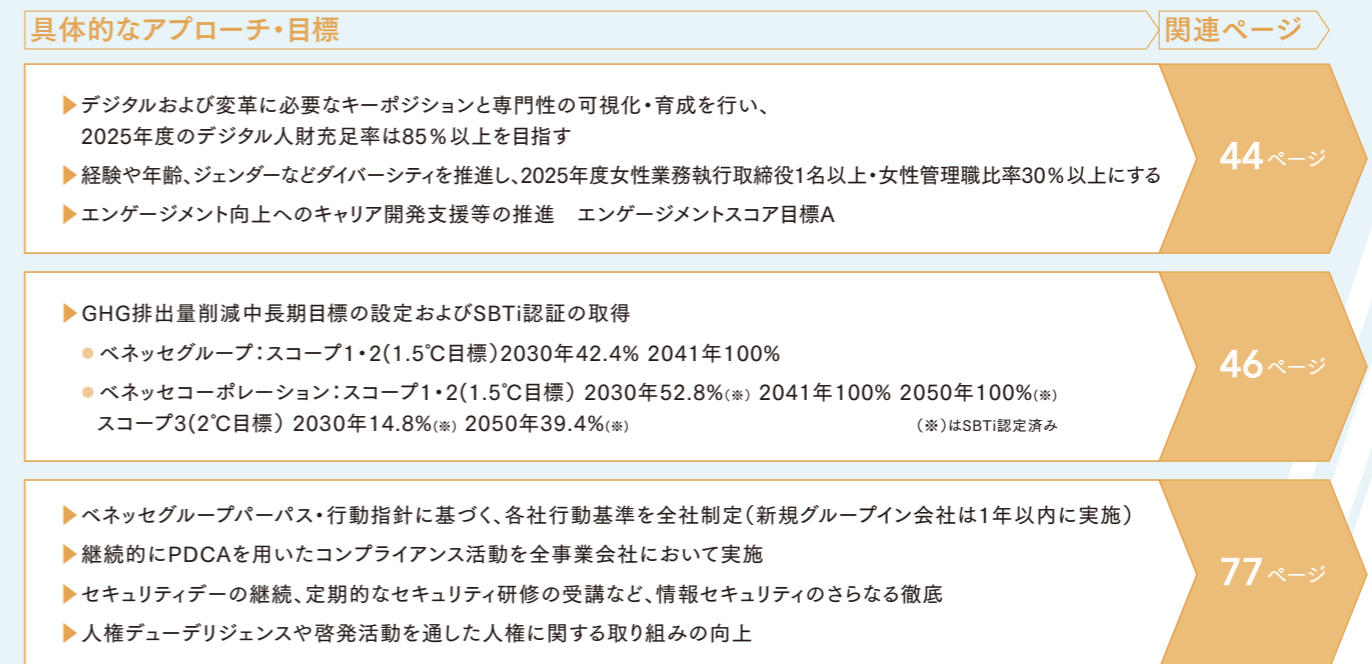 具体的なアプローチ・目標
関連ページ
▶デジタルおよび変革に必要なキーポジションと専門性の可視化・育成を行い、
2025年度のデジタル人財充足率は85%以上を目指す
▶経験や年齢、ジェンダーなどダイバーシティを推進し、2025年度女性業務執行取締役1名以上・女性管理職比率30%以上にする
▶エンゲージメント向上へのキャリア開発支援等の推進　エンゲージメントスコア目標A
44ページ
▶GHG排出量削減中長期目標の設定およびSBTi認証の取得
●ベネッセグループ：スコープ1・2(1.5℃目標)2030年42.4% 2041年100%
●ベネッセコーポレーション：スコープ1・2(1.5℃目標) 2030年52.8%(※) 2041年100% 2050年100%(※)
スコープ3(2℃目標) 2030年14.8%(※) 2050年39.4%(※)
(※)はSBTi認定済み
46ページ
▶ベネッセグループパーパス・行動指針に基づく、各社行動基準を全社制定(新規グループイン会社は1年以内に実施)
▶継続的にPDCAを用いたコンプライアンス活動を全事業会社において実施
▶セキュリティデーの継続、定期的なセキュリティ研修の受講など、情報セキュリティのさらなる徹底
▶人権デューデリジェンスや啓発活動を通した人権に関する取り組みの向上
77ページ